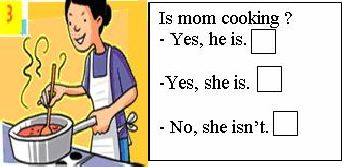 3
Is mom cooking ?
- Yes, he is.
-Yes, she is.
- No, she isn't.